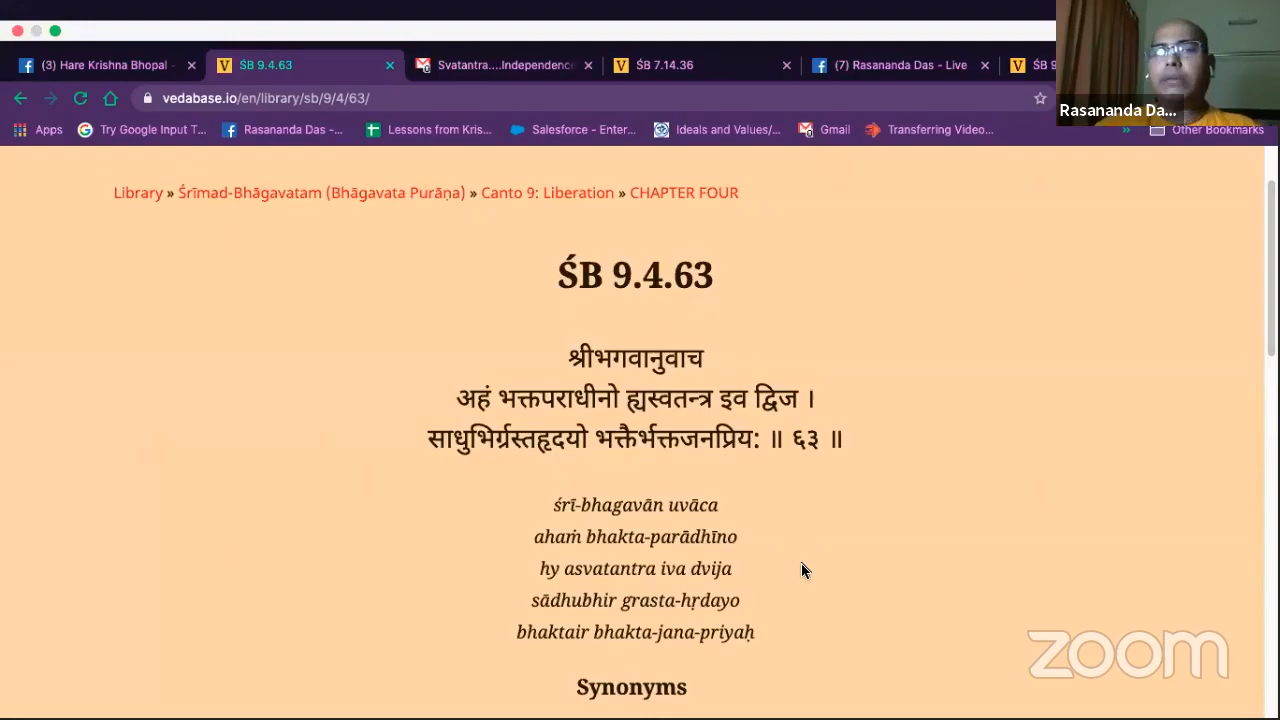 (3) Hare Krishna Bhopal -
ŚB 9.4.63
Svatantra....Independence
ŚB 7.14.36
(7) Rasananda Das - Live
ŚB 9
vedabase.io/en/library/sb/9/4/63/
Apps
Try Google Input T...
Rasananda Das -...
Lessons from Kris...
Salesforce - Enter...
Ideals and Values/...
Gmail
Transferring Video...
»
Other Bookmarks
Rasananda Da...
Library » Śrīmad-Bhāgavatam (Bhāgavata Purāṇa) » Canto 9: Liberation » CHAPTER FOUR
ŚB 9.4.63
श्रीभगवानुवाच
अहं भक्तपराधीनो ह्यस्वतन्त्र इव द्विज ।
साधुभिर्ग्रस्तहृदयो भक्तैर्भक्तजनप्रिय: ॥ ६३ ॥
śrī-bhagavān uvāca
ahaṁ bhakta-parādhīno
hy asvatantra iva dvija
sādhubhir grasta-hṛdayo
bhaktair bhakta-jana-priyaḥ
Synonyms
zoom